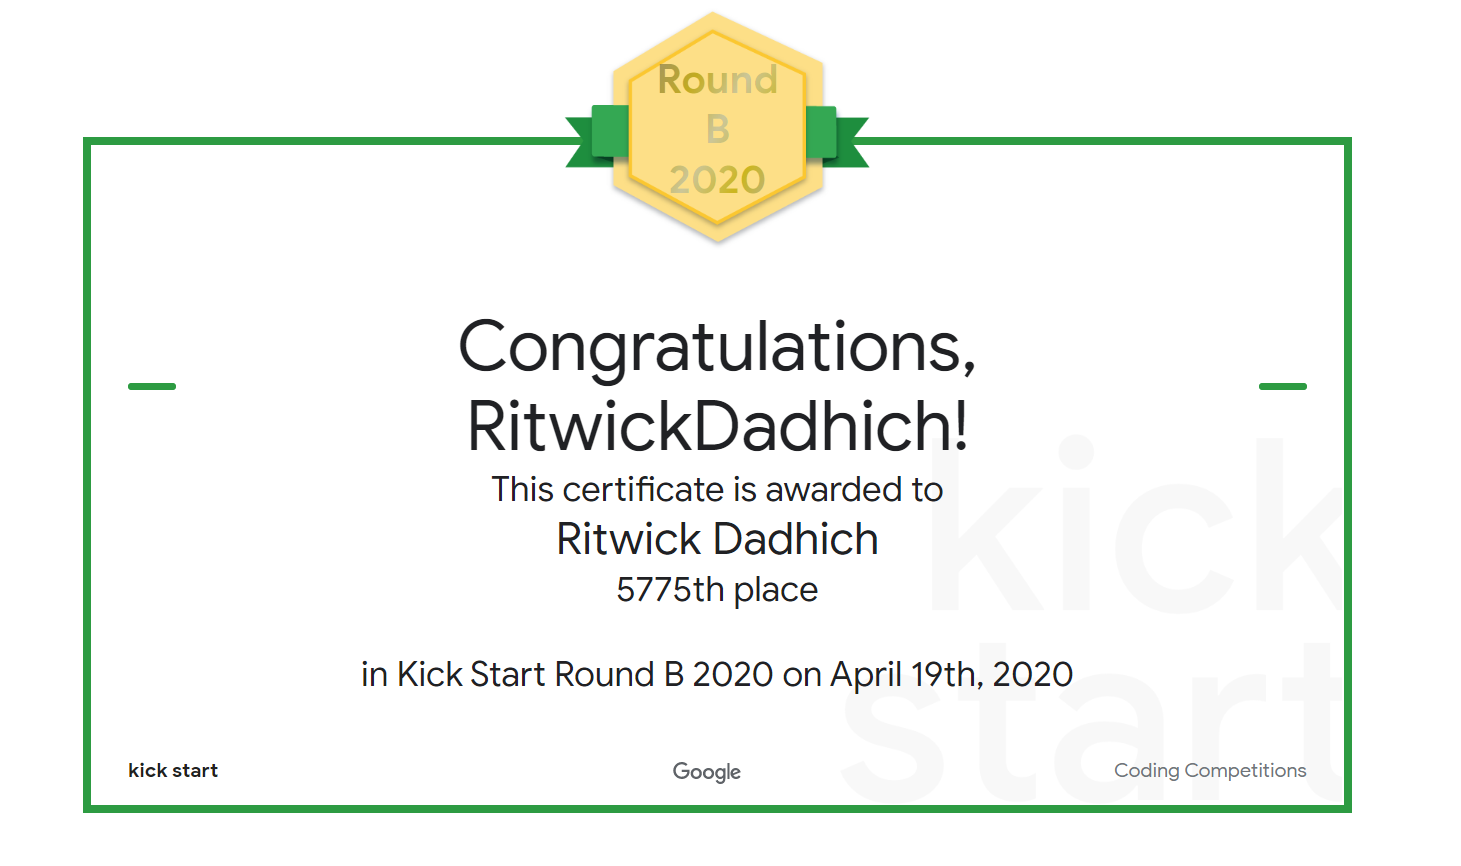 Round
B
2020
Congratulations,
RitwickDadhich!
This certificate is awarded to
Ritwick Dadhich
5775th place
in Kick Start Round B 2020 on April 19th, 2020
kick
start
kick start
Google
Coding Competitions